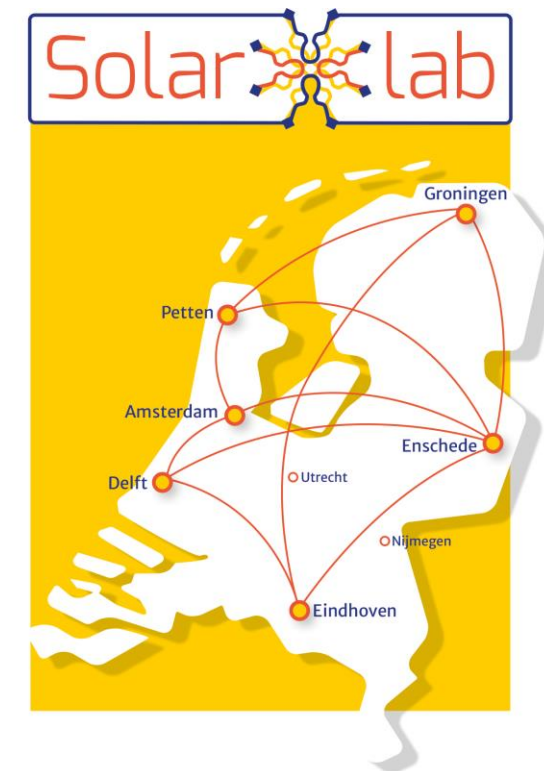 Solar lab
Groningen
Petten
Amsterdam
Enschede
Delft
Utrecht
Nijmegen
Eindhoven